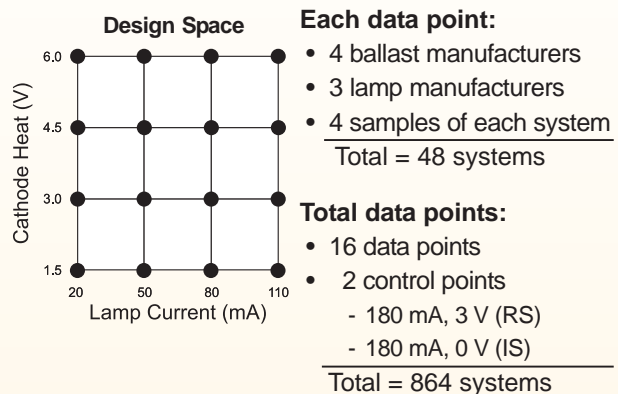 Design Space
Cathode Heat (V)
6.0
4.5
3.0
1.5
20 50 80 110
Lamp Current (mA)
Each data point:
• 4 ballast manufacturers
• 3 lamp manufacturers
• 4 samples of each system
Total = 48 systems
Total data points:
• 16 data points
• 2 control points
- 180 mA, 3 V (RS)
- 180 mA, 0 V (IS)
Total = 864 systems